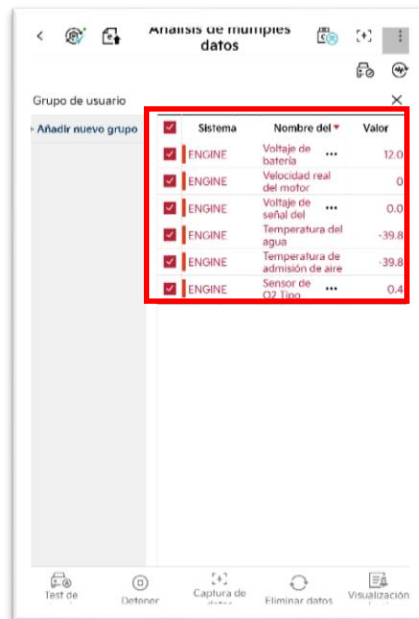 Análisis de múltiples
datos
Grupo de usuario
Añadir nuevo grupo
Sistema Nombre del Valor
ENGINE Voltaje de batería ... 12.0
ENGINE Velocidad real del motor 0
ENGINE Voltaje de señal del ... 0.0
ENGINE Temperatura del agua -39.8
ENGINE Temperatura de admisión de aire -39.8
ENGINE Sensor de O2 Tipo ... 0.4
Test de
Detener
Captura de
datos
Eliminar datos
Visualización